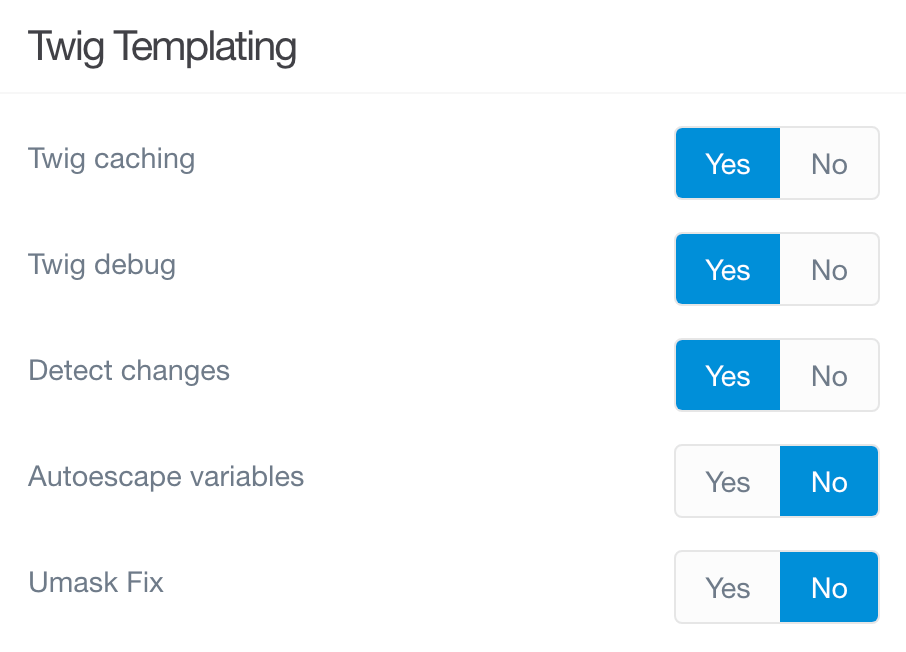 Twig Templating
Twig caching Yes No
Twig debug Yes No
Detect changes Yes No
Autoescape variables Yes No
Umask Fix Yes No